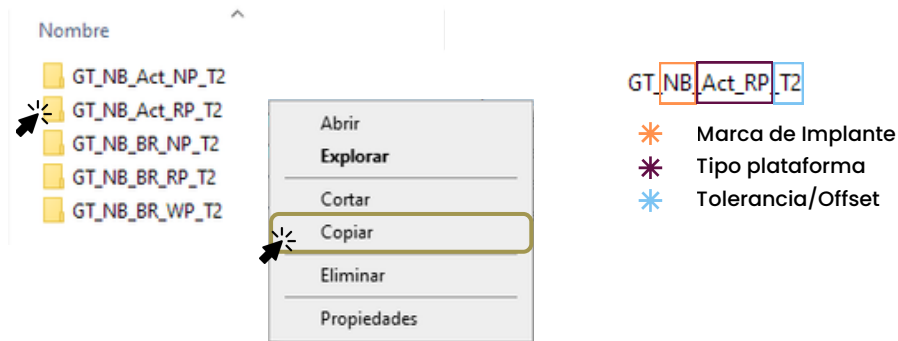 Nombre
GT_NB_Act_NP_T2
GT_NB_Act_RP_T2
GT_NB_BR_NP_T2
GT_NB_BR_RP_T2
GT_NB_BR_WP_T2
Abrir
Explorar
Cortar
Copiar
Eliminar
Propiedades
GT_NB_Act_RP_T2
Marca de Implante
Tipo plataforma
Tolerancia/Offset